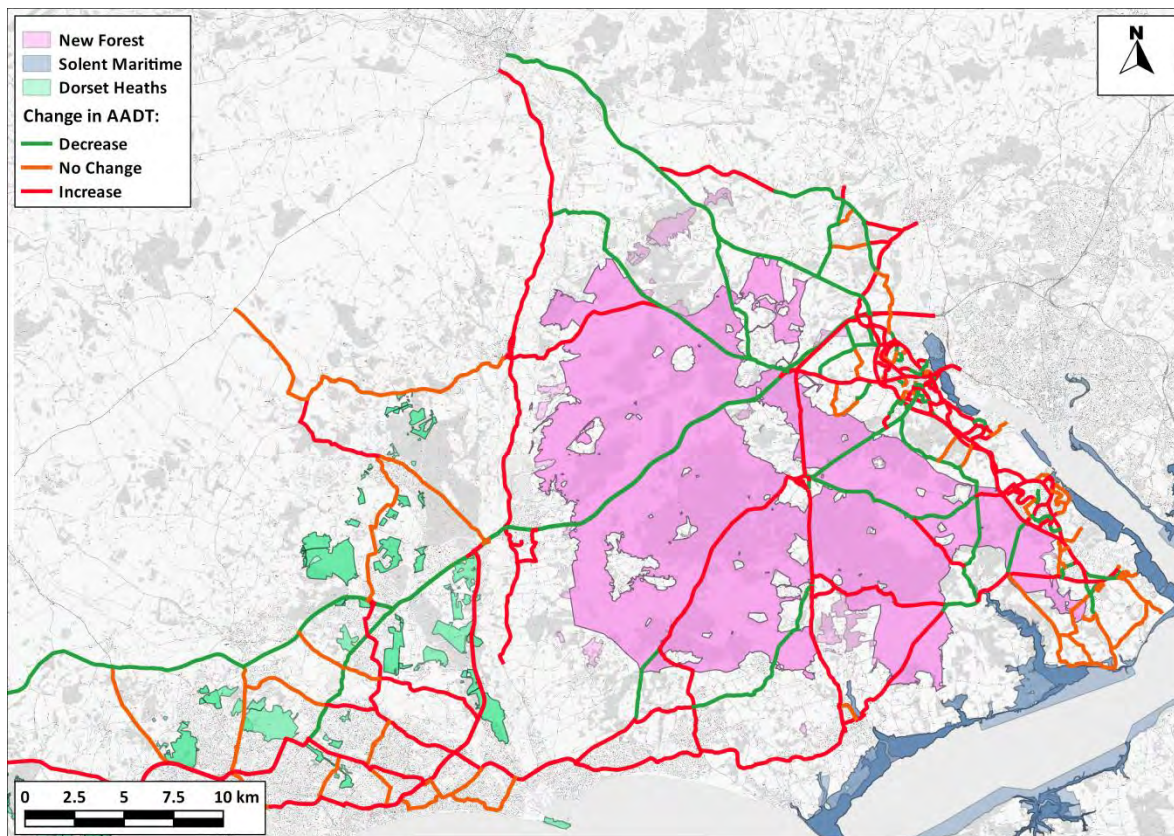 New Forest
Solent Maritime
Dorset Heaths
Change in AADT:
Decrease
No Change
Increase
N
0 2.5 5 7.5 10 km